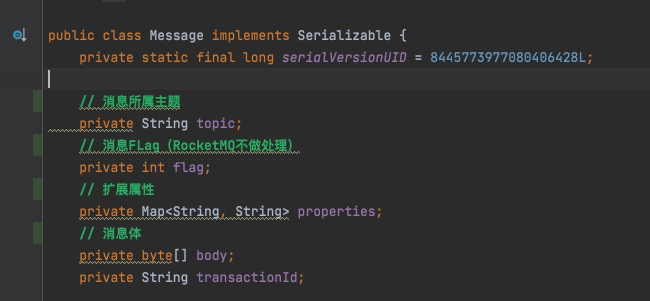 public class Message implements Serializable {
private static final long serialVersionUID = 8445773977080406428L;
// 消息所属主题
private String topic;
// 消息FLag（RocketMQ不做处理）
private int flag;
// 扩展属性
private Map<String, String> properties;
// 消息体
private byte[] body;
private String transactionId;